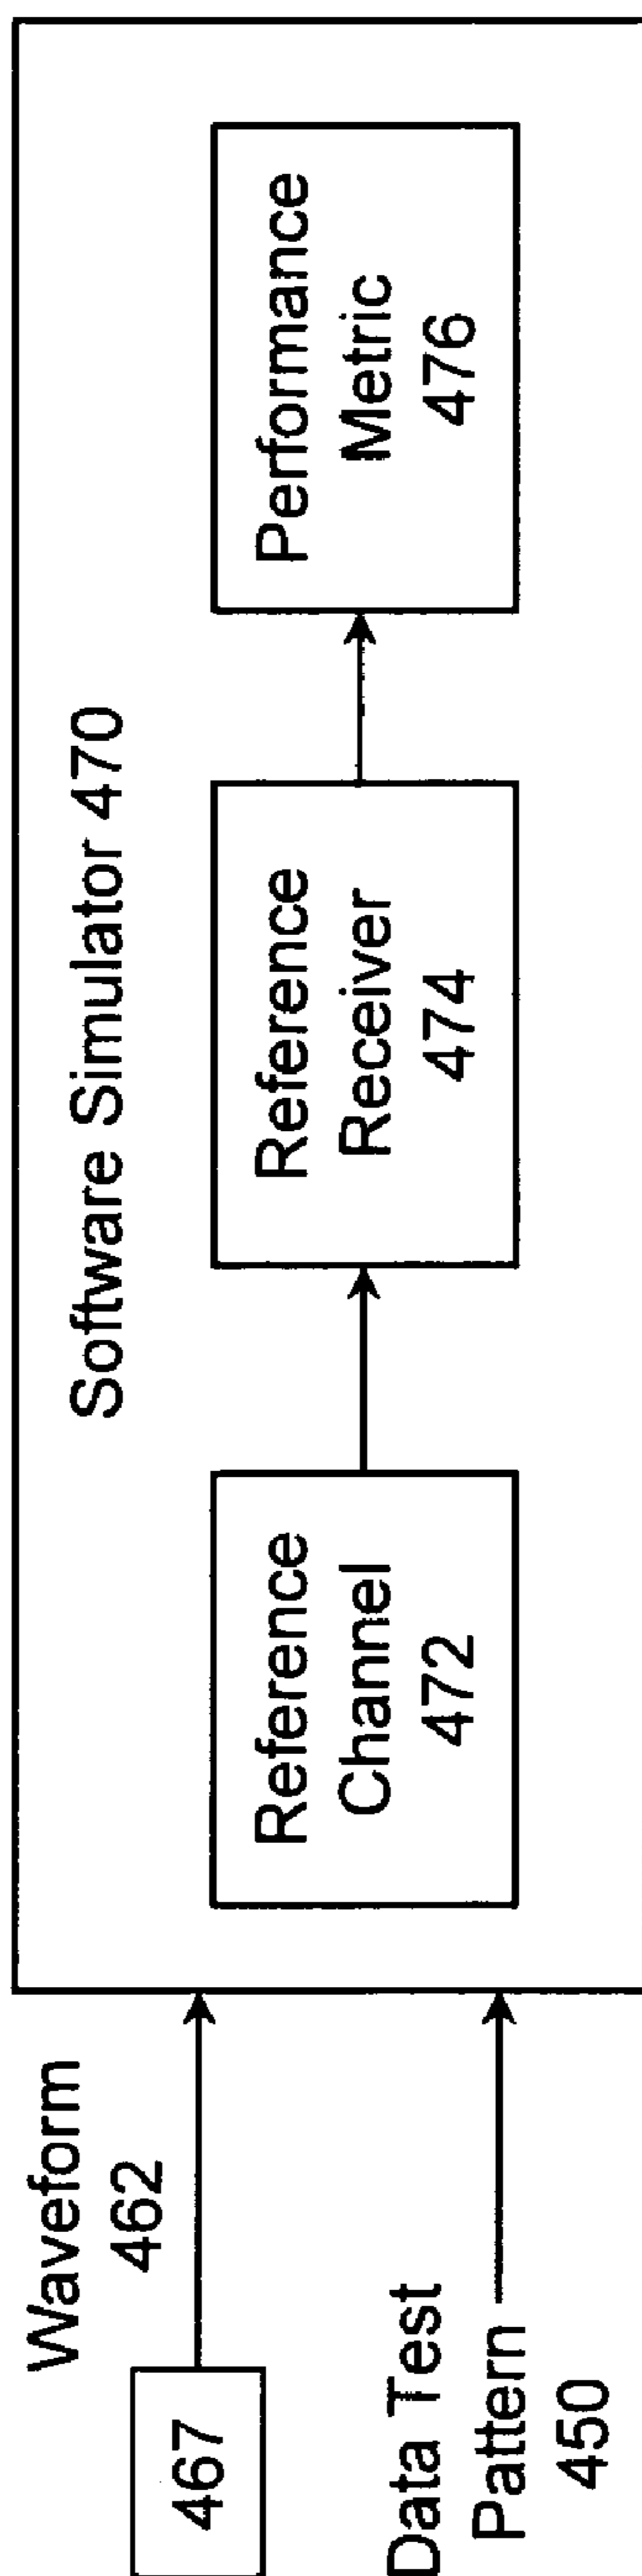 Software Simulator 470
Waveform
462
467
Data Test
Pattern
450
Reference
Channel
472
Reference
Receiver
474
Performance
Metric
476